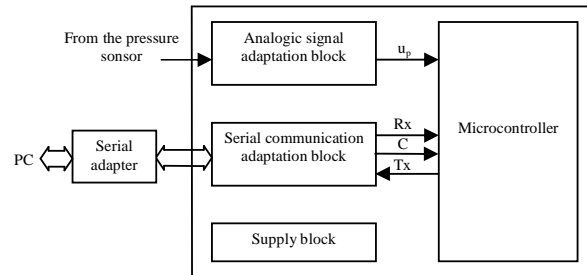 From the pressure
sonsor
Analogic signal
adaptation block
u_p
Microcontroller
PC
Serial
adapter
Serial communication
adaptation block
Rx
C
Tx
Supply block